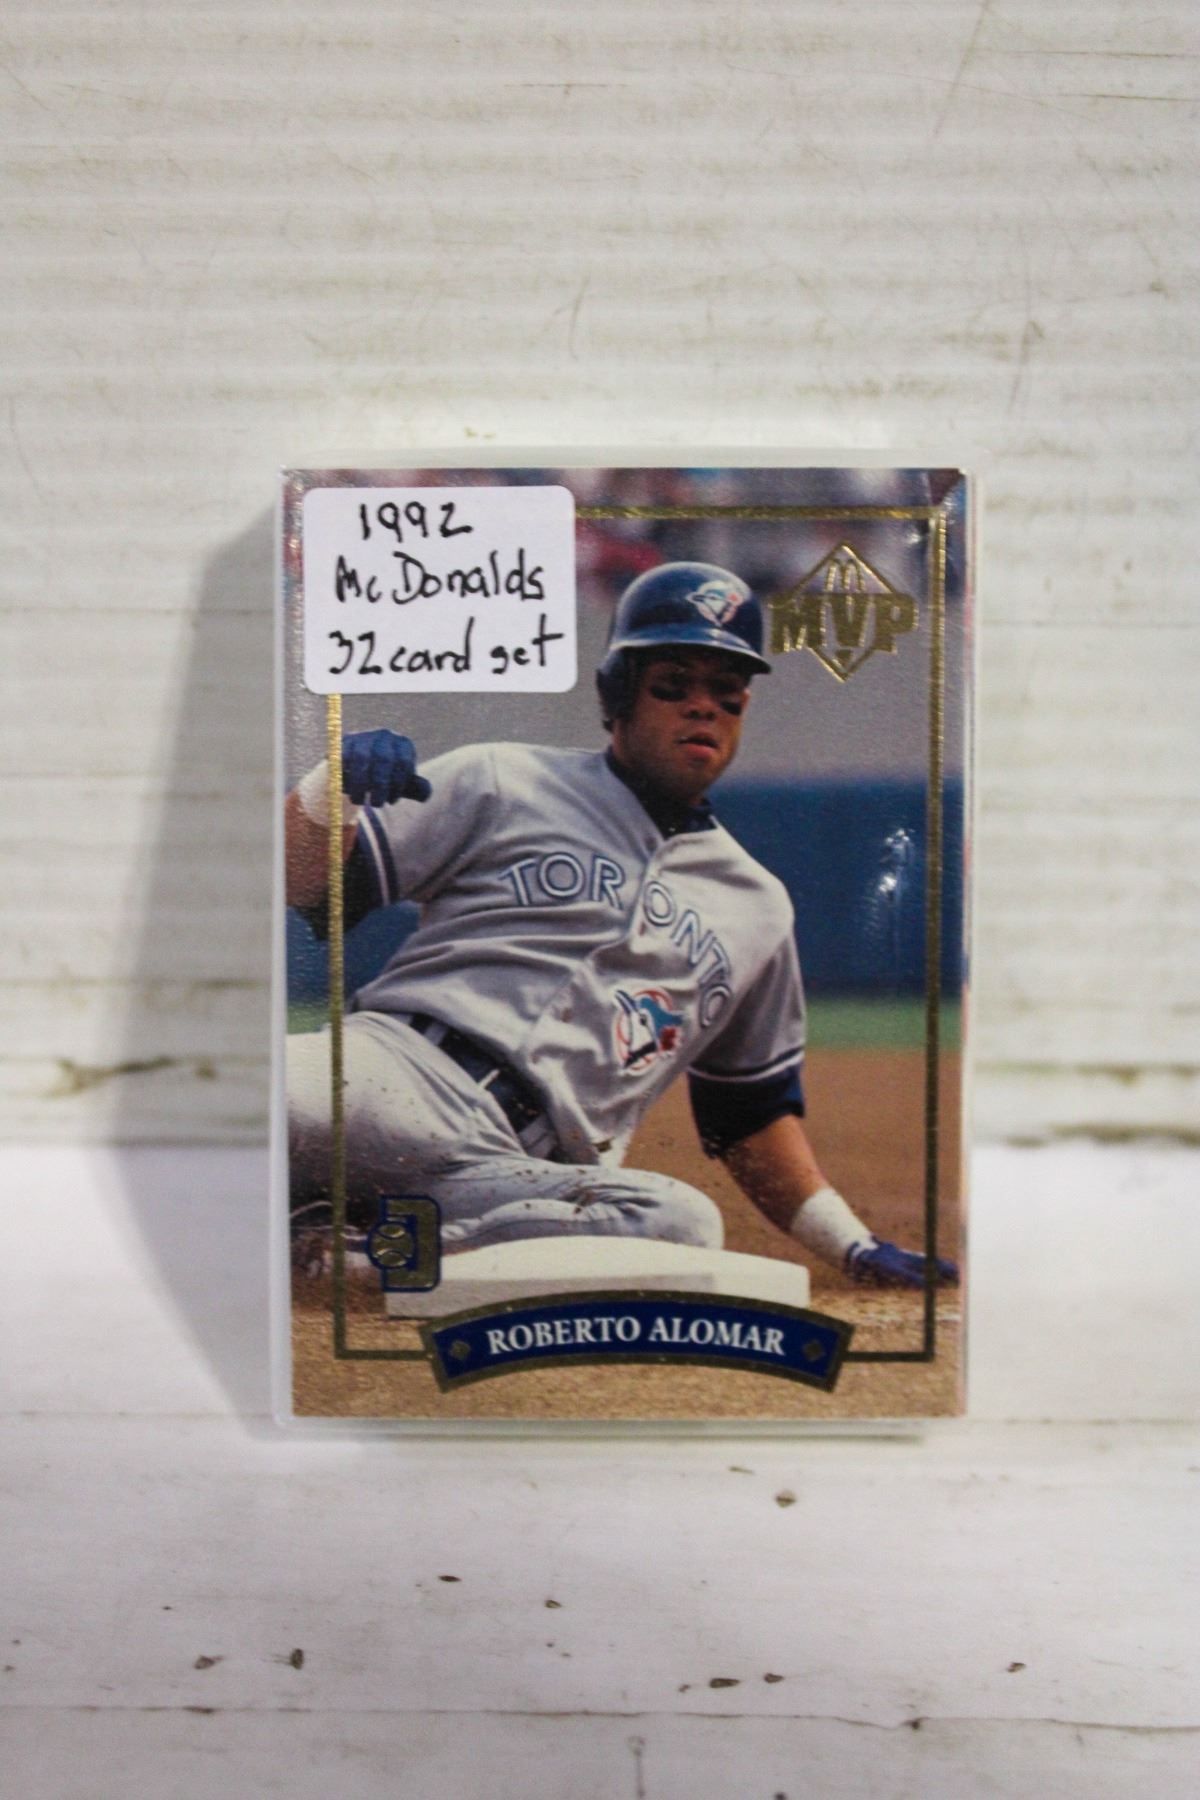 1992
McDonalds
32 card set
MVP
TORONTO
D
ROBERTO ALOMAR